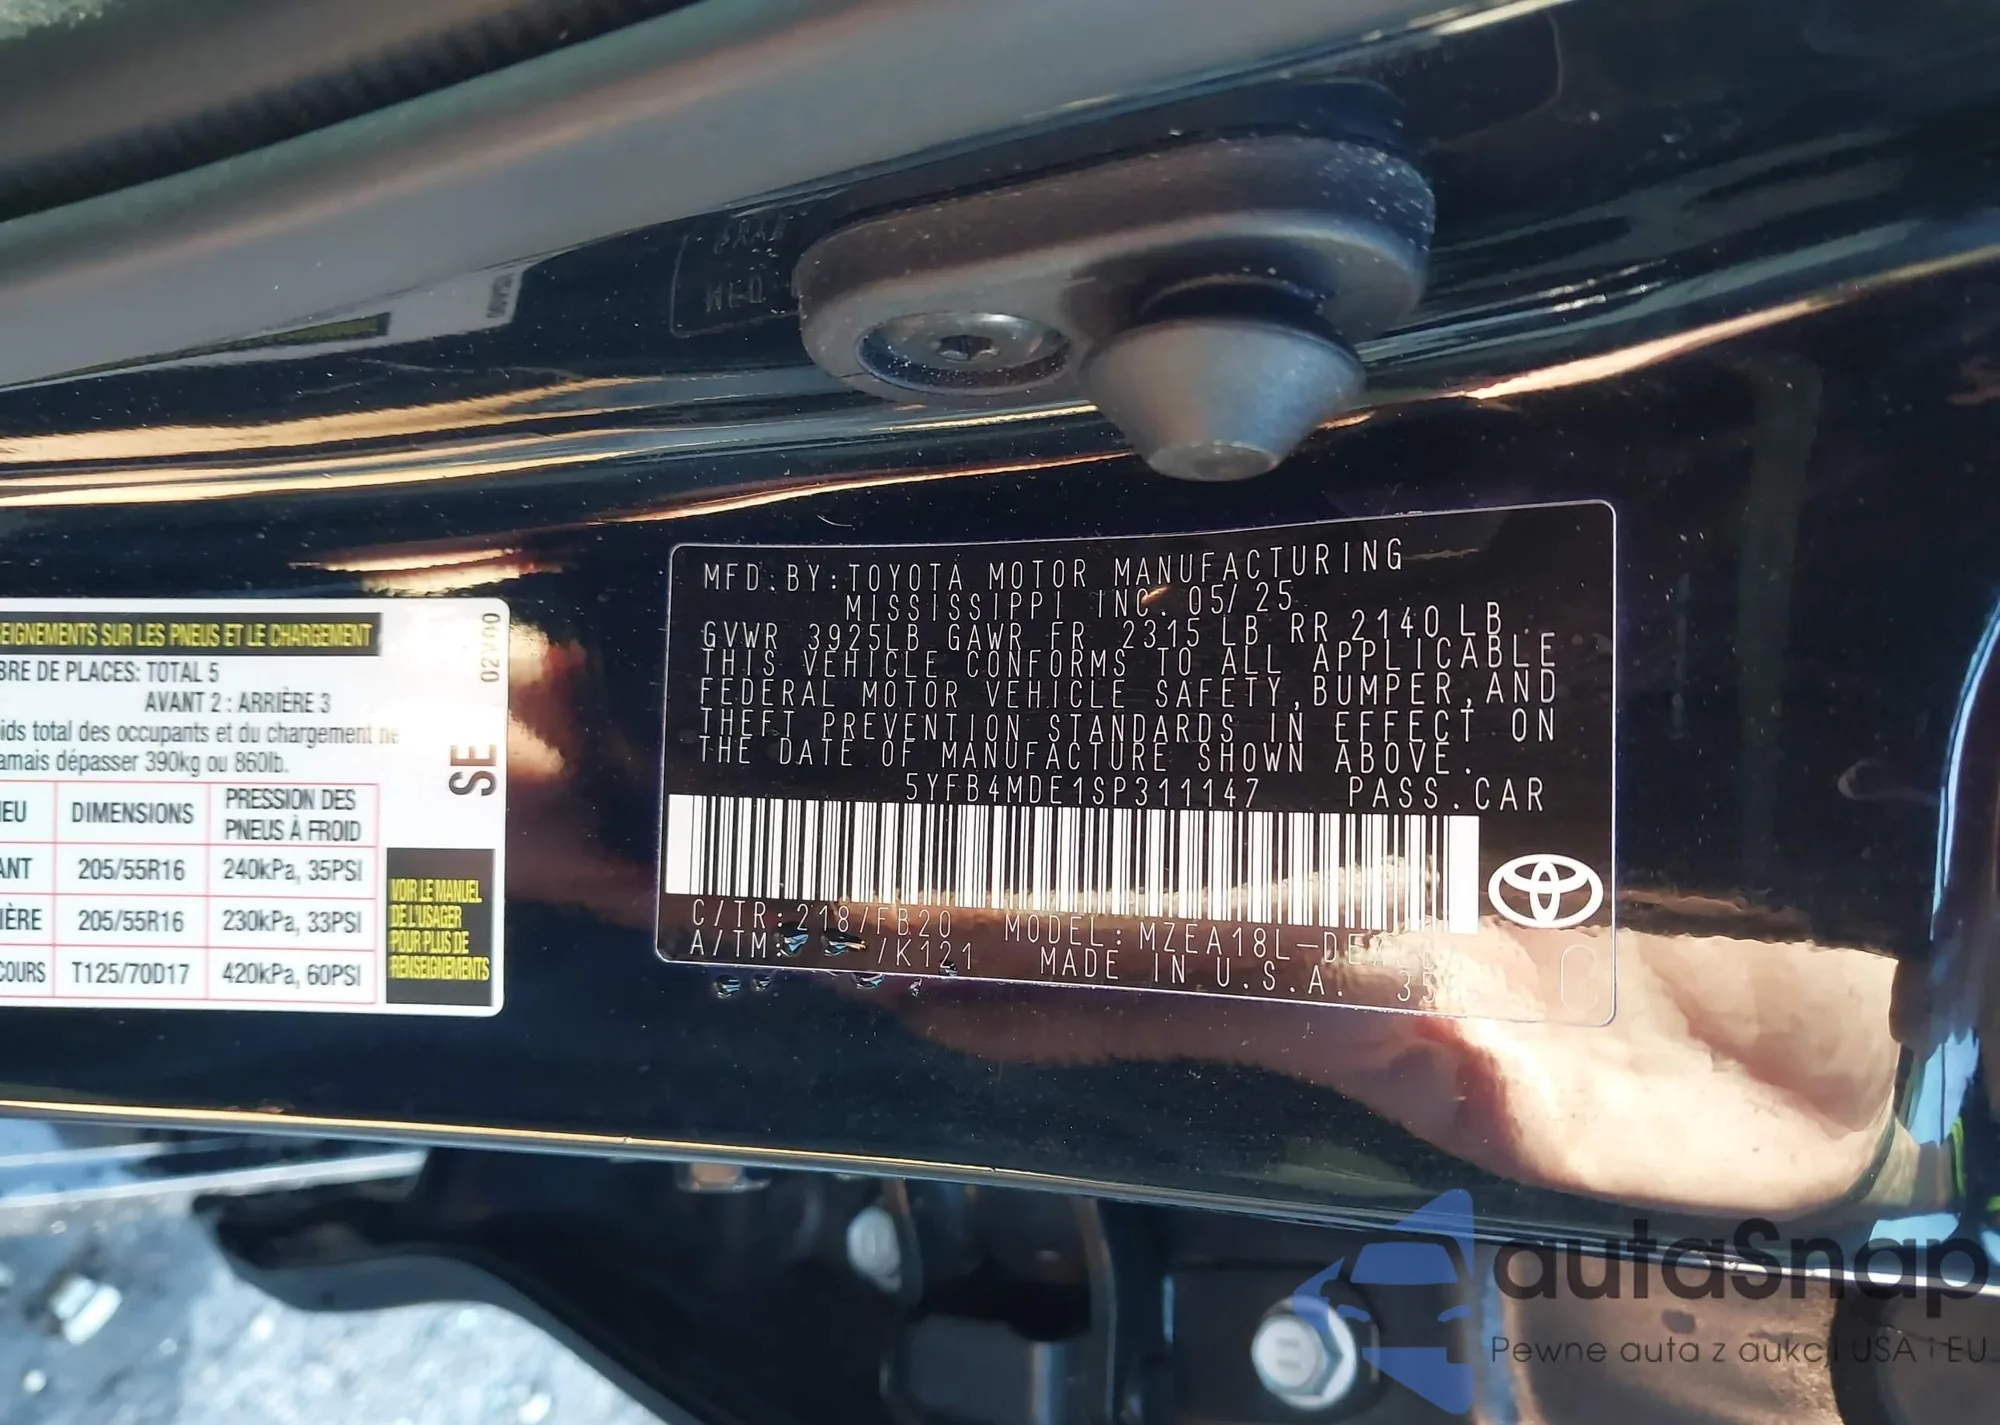 SUR LES PNEUS ET LE CHARGEMENT
02V00
DE PLACES: TOTAL 5
AVANT 2 : ARRIÈRE 3
total des occupants et du chargement ne
dépasser 390kg ou 860lb.
SE
DIMENSIONS PRESSION DES PNEUS À FROID
205/55R16 240kPa, 35PSI
205/55R16 230kPa, 33PSI
T125/70D17 420kPa, 60PSI
VOIR LE MANUEL
DE L'USAGER
POUR PLUS DE
RENSEIGNEMENTS
MFD.BY:TOYOTA MOTOR MANUFACTURING
MISSISSIPPI INC. 05/25
GVWR 3925LB GAWR FR 2315 LB RR 2140 LB
THIS VEHICLE CONFORMS TO ALL APPLICABLE
FEDERAL MOTOR VEHICLE SAFETY,BUMPER,AND
THEFT PREVENTION STANDARDS IN EFFECT ON
THE DATE OF MANUFACTURE SHOWN ABOVE.
5YFB4MDE1SP311147 PASS.CAR
C/TR:218/FB20 MODEL:
A/TM: /K121 MADE IN U.S.A.
autaSnap
Pewne auta z aukcji USA i EU